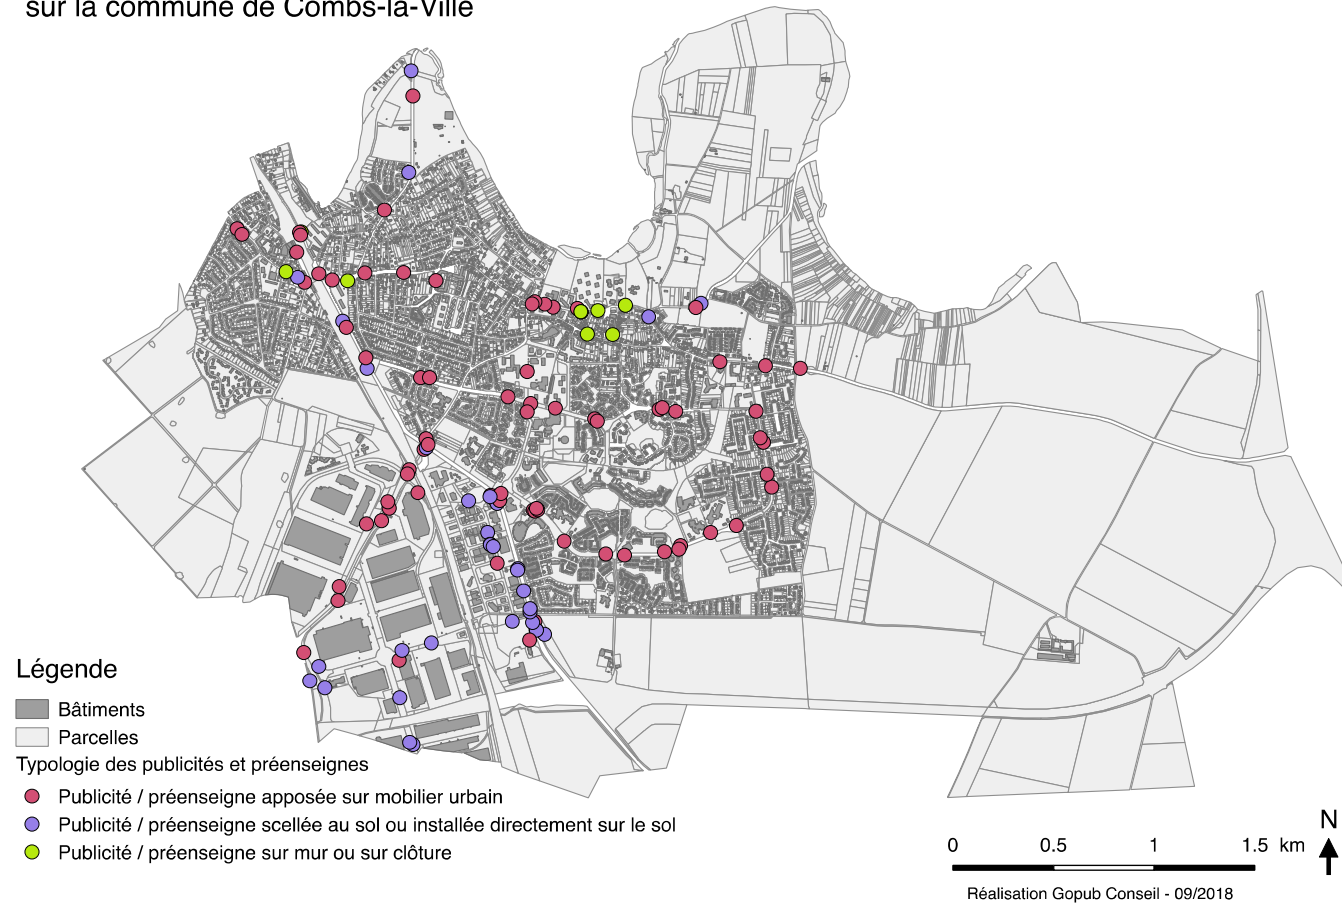 sur la commune de Combs-la-Ville
Légende
Bâtiments
Parcelles
Typologie des publicités et préenseignes
Publicité / préenseigne apposée sur mobilier urbain
Publicité / préenseigne scellée au sol ou installée directement sur le sol
Publicité / préenseigne sur mur ou sur clôture
N
0 0.5 1 1.5 km
Réalisation Gopub Conseil - 09/2018